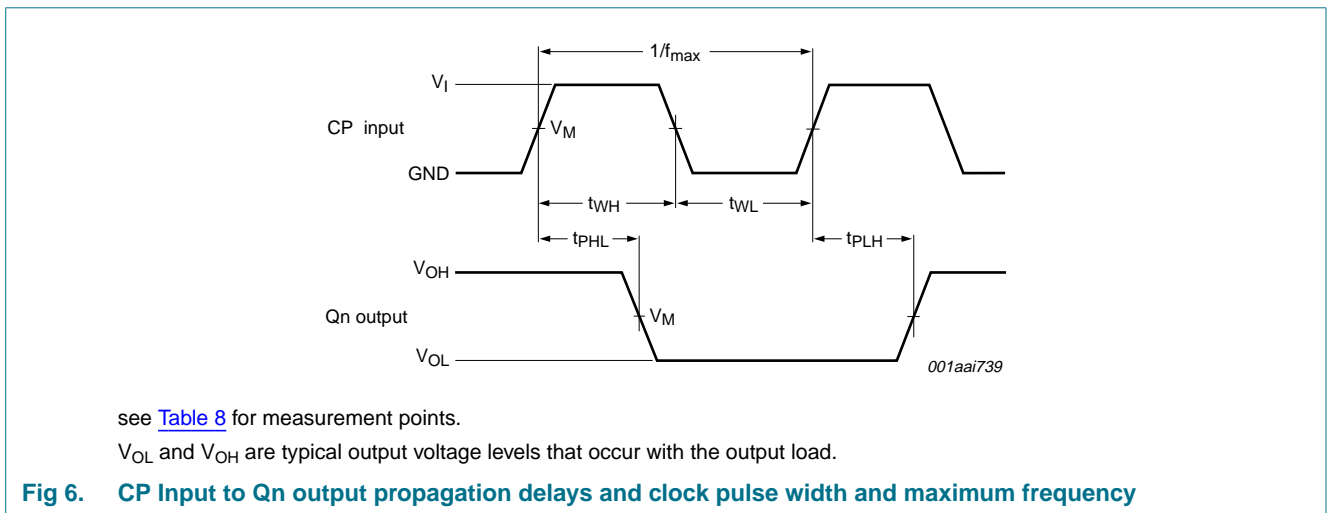 1/fmax
VI
CP input
VM
GND
tWH
tWL
tPHL
tPLH
VOH
Qn output
VM
VOL
001aai739
see Table 8 for measurement points.
VOL and VOH are typical output voltage levels that occur with the output load.
Fig 6. CP Input to Qn output propagation delays and clock pulse width and maximum frequency